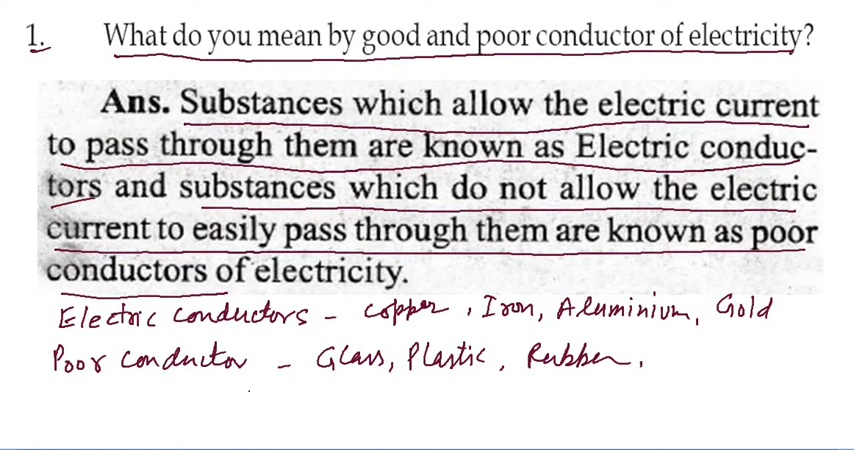 1. What do you mean by good and poor conductor of electricity?
Ans. Substances which allow the electric current
to pass through them are known as Electric conduc-
tors and substances which do not allow the electric
current to easily pass through them are known as poor
conductors of electricity.
Electric conductors - copper, Iron, Aluminium, Gold
Poor conductor - Glass, Plastic, Rubber.